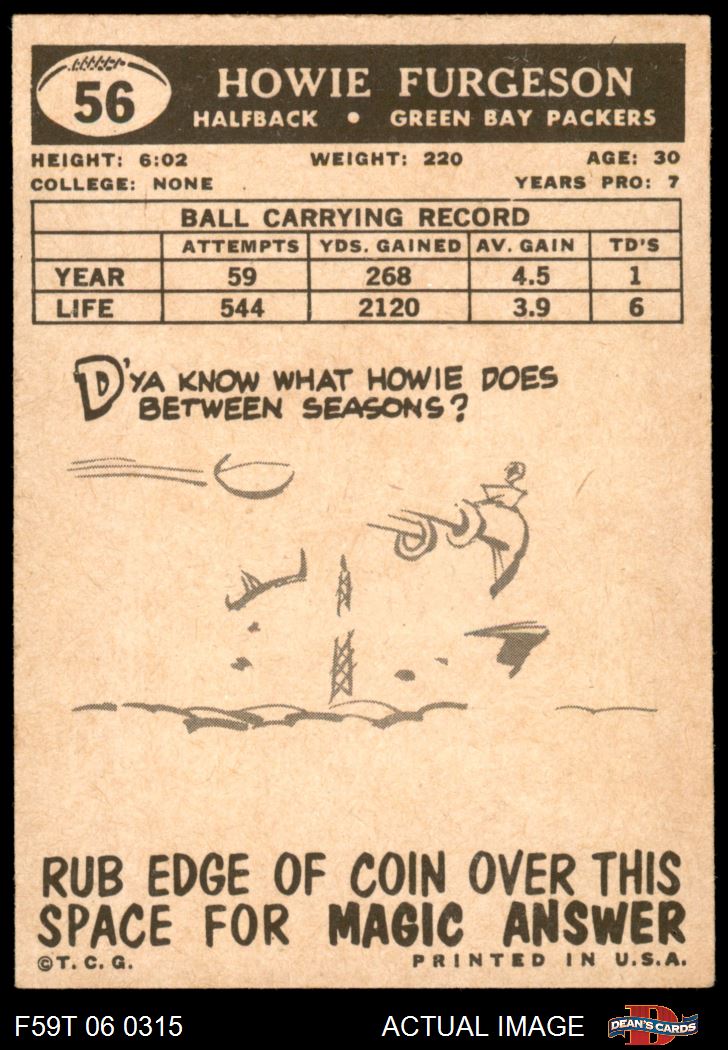 56
HOWIE FURGESON
HALFBACK • GREEN BAY PACKERS
HEIGHT: 6:02 WEIGHT: 220 AGE: 30
COLLEGE: NONE YEARS PRO: 7
BALL CARRYING RECORD
ATTEMPTS YDS. GAINED AV. GAIN TD'S
YEAR 59 268 4.5 1
LIFE 544 2120 3.9 6
D'YA KNOW WHAT HOWIE DOES
BETWEEN SEASONS?
RUB EDGE OF COIN OVER THIS
SPACE FOR MAGIC ANSWER
©T.C.G. PRINTED IN U.S.A.
F59T 06 0315 ACTUAL IMAGE D DEAN'S CARDS